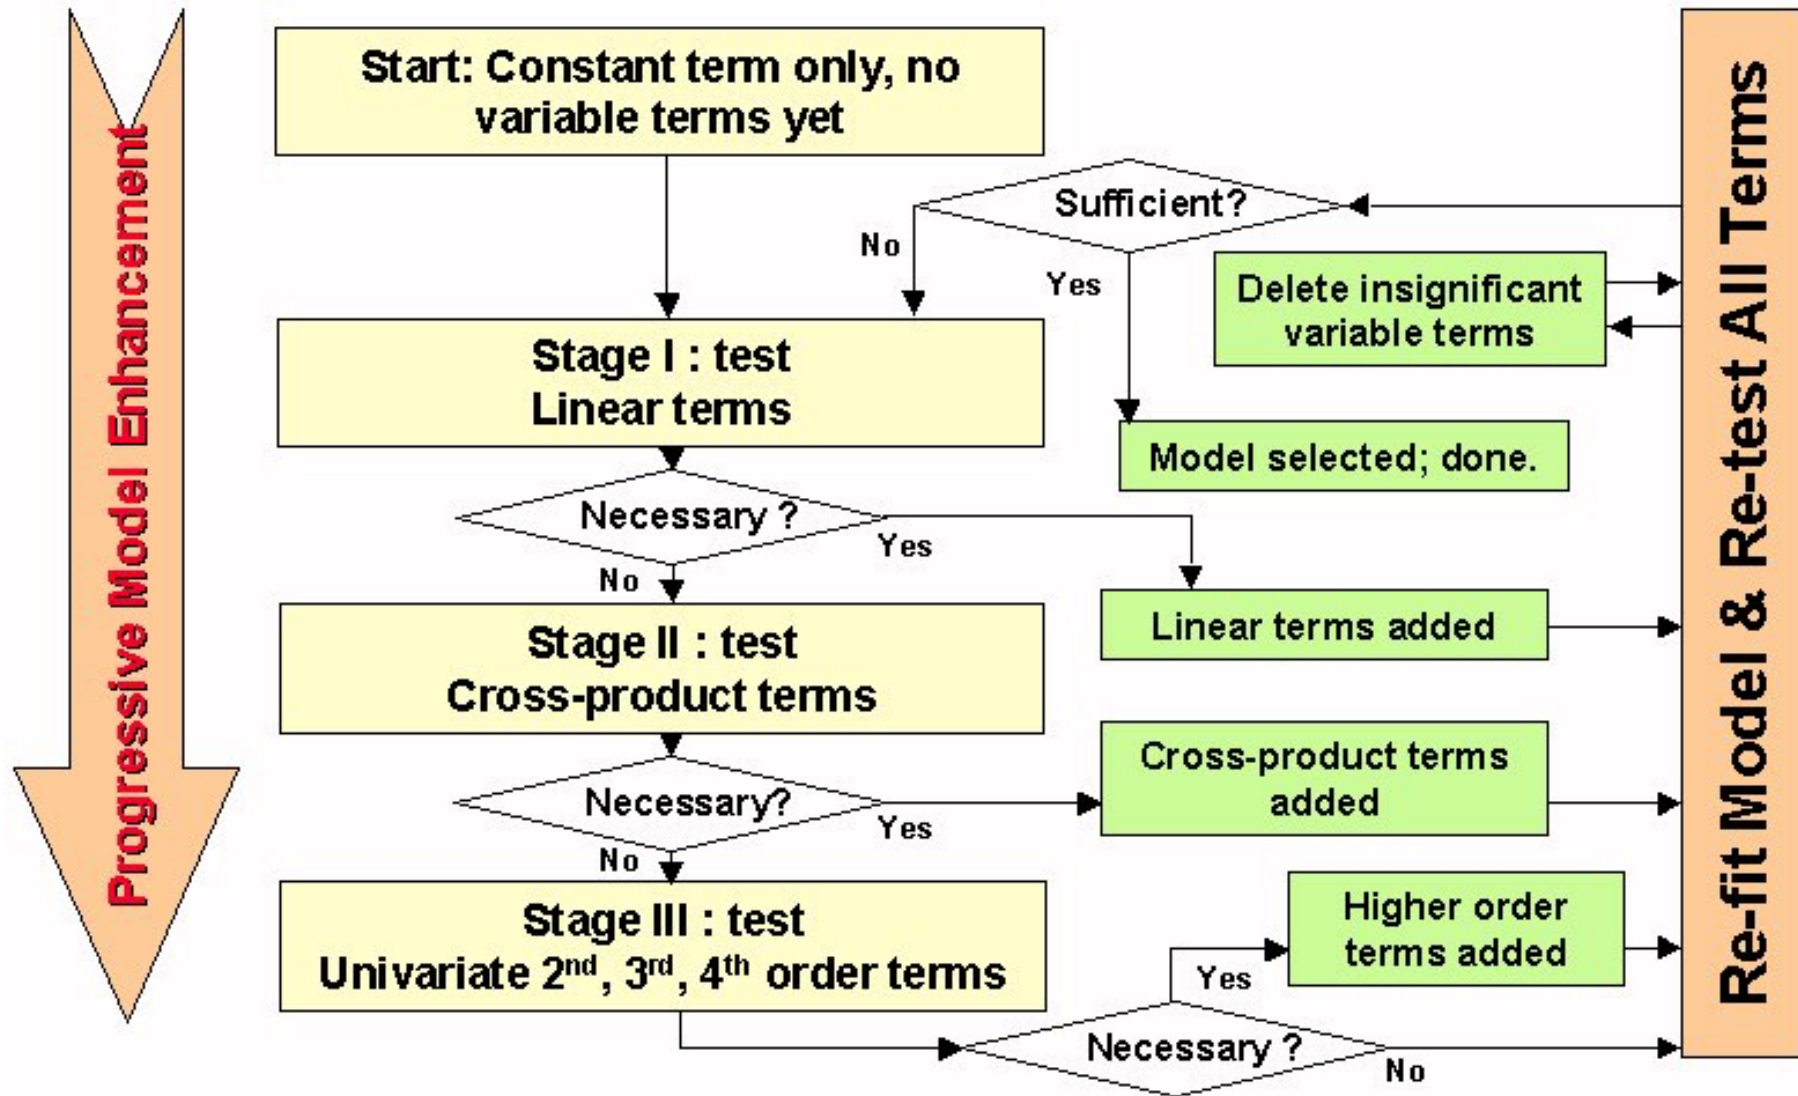 Progressive Model Enhancement
Start: Constant term only, no
variable terms yet
Sufficient?
No
Yes
Delete insignificant
variable terms
Stage I : test
Linear terms
Model selected; done.
Necessary ?
Yes
No
Linear terms added
Stage II : test
Cross-product terms
Cross-product terms
added
Necessary?
Yes
No
Stage III : test
Univariate 2nd, 3rd, 4th order terms
Higher order
terms added
Yes
Necessary ?
No
Re-fit Model & Re-test All Terms